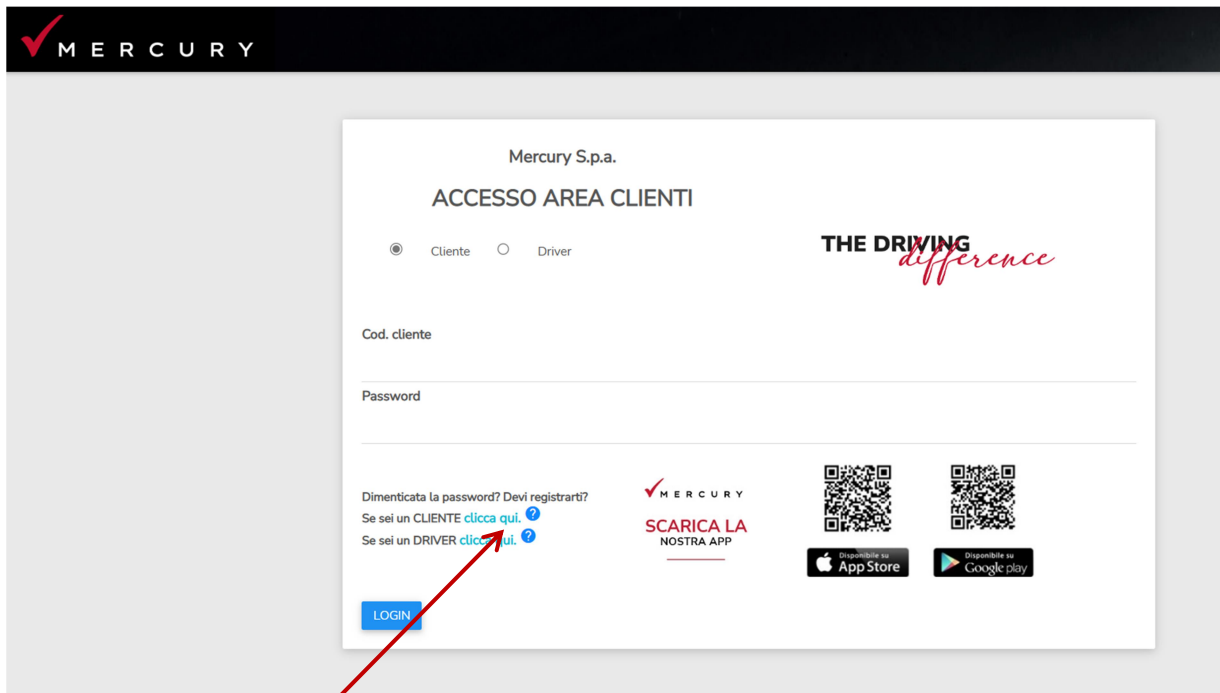 MERCURY
Mercury S.p.a.
ACCESSO AREA CLIENTI
Cliente Driver
THE DRIVING
difference
Cod. cliente
Password
Dimenticata la password? Devi registrarti?
Se sei un CLIENTE clicca qui. ?
Se sei un DRIVER clicca qui. ?
MERCURY
SCARICA LA
NOSTRA APP
Disponibile su
App Store
Disponibile su
Google play
LOGIN